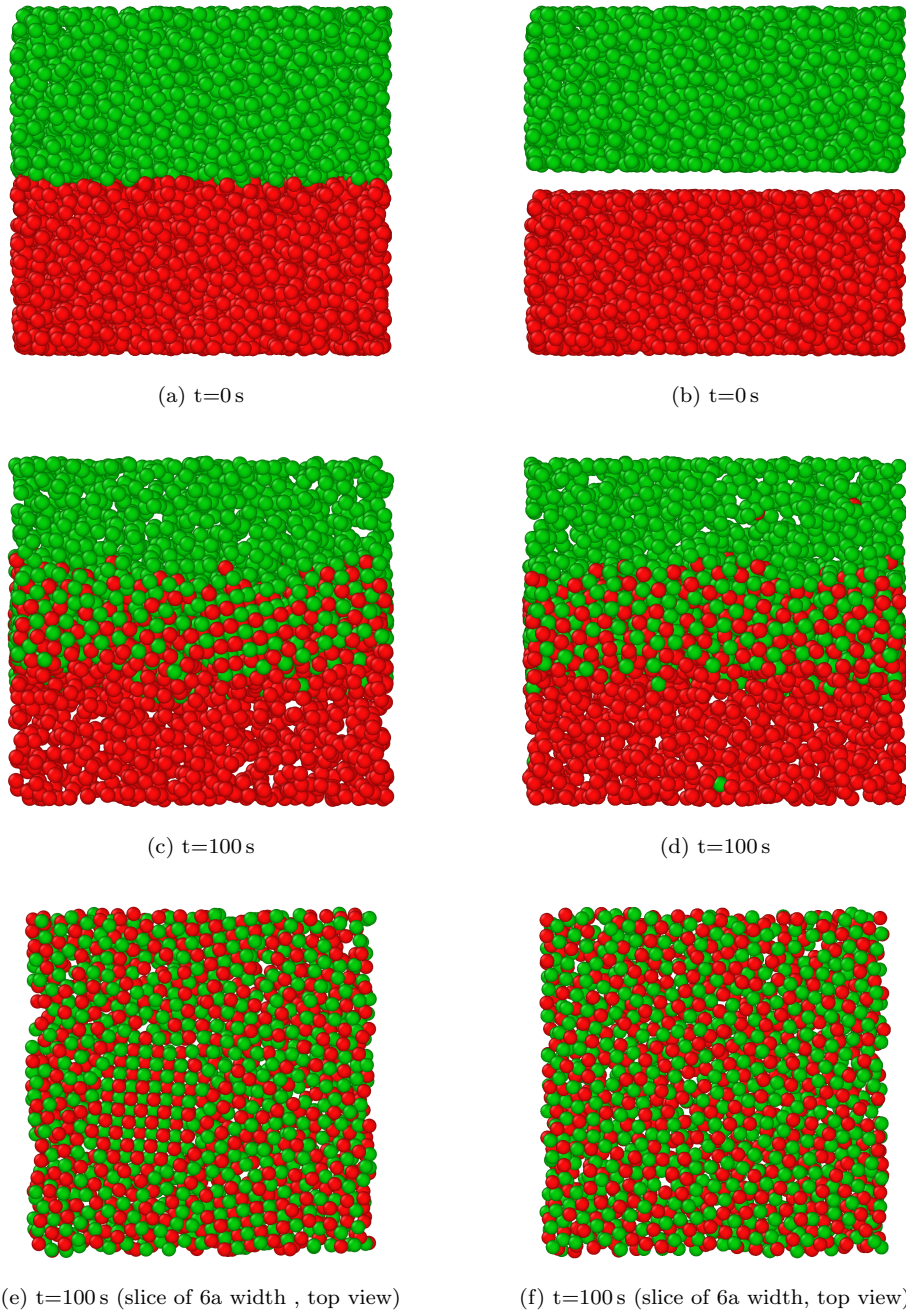 (a) t=0 s
(b) t=0 s
(c) t=100 s
(d) t=100 s
(e) t=100 s (slice of 6a width , top view)
(f) t=100 s (slice of 6a width, top view)